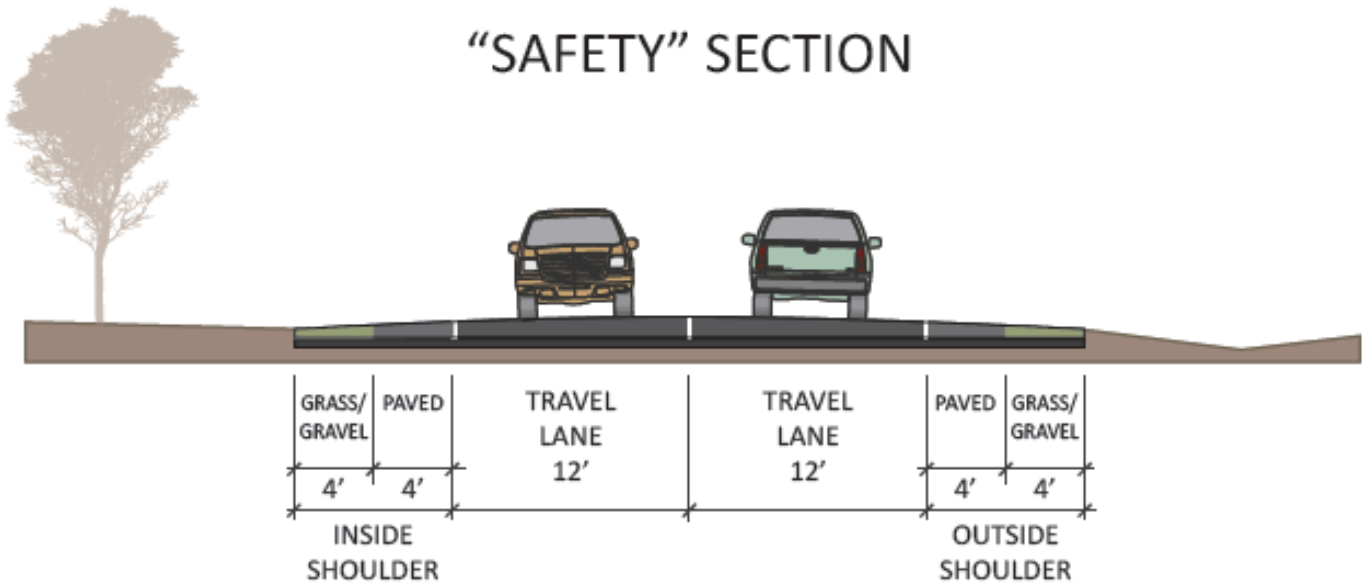 “SAFETY” SECTION
GRASS/
GRAVEL
PAVED
TRAVEL
LANE
12’
TRAVEL
LANE
12’
PAVED
GRASS/
GRAVEL
4’
4’
4’
4’
INSIDE
SHOULDER
OUTSIDE
SHOULDER